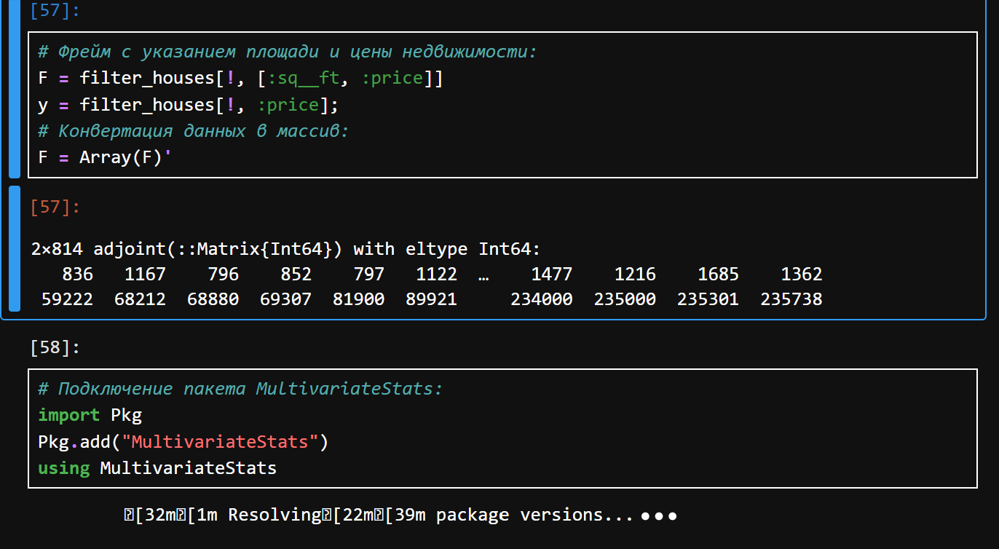 [57]:
# Фрейм с указанием площади и цены недвижимости:
F = filter_houses[!, [:sq__ft, :price]]
y = filter_houses[!, :price];
# Конвертация данных в массив:
F = Array(F)'
[57]:
2×814 adjoint(::Matrix{Int64}) with eltype Int64:
836 1167 796 852 797 1122 … 1477 1216 1685 1362
59222 68212 68880 69307 81900 89921 234000 235000 235301 235738
[58]:
# Подключение пакета MultivariateStats:
import Pkg
Pkg.add("MultivariateStats")
using MultivariateStats
[32m[1m Resolving[22m[39m package versions...